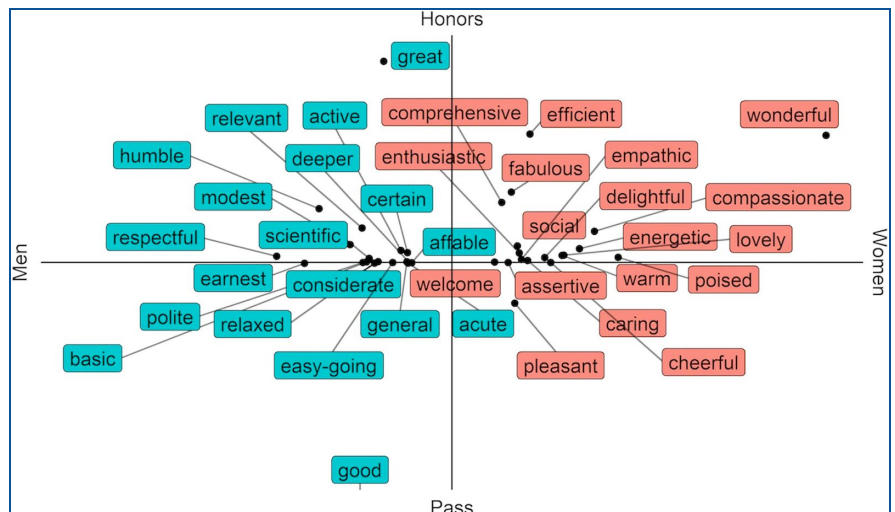 Honors
great
relevant
active
comprehensive
efficient
wonderful
humble
deeper
enthusiastic
fabulous
empathic
modest
certain
delightful
compassionate
respectful
scientific
affable
social
energetic
lovely
Men
Women
earnest
considerate
welcome
assertive
warm
poised
polite
relaxed
general
acute
caring
basic
easy-going
pleasant
cheerful
good
Pass